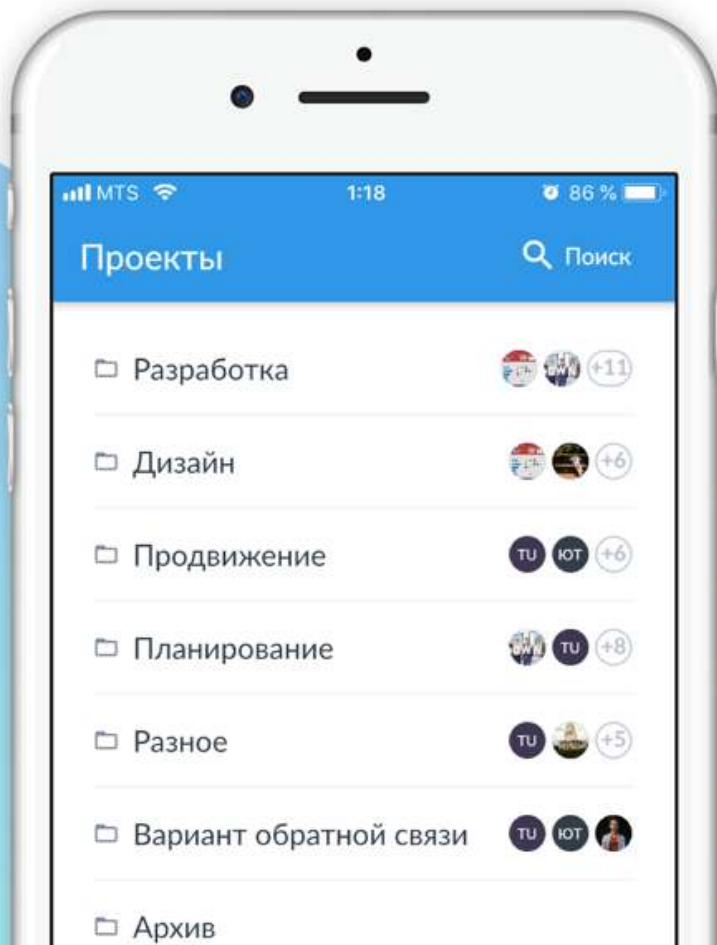 MTS 1:18 86 %
Проекты Поиск
Разработка +11
Дизайн +6
Продвижение TU ЮТ +6
Планирование TU +8
Разное TU +5
Вариант обратной связи TU ЮТ
Архив